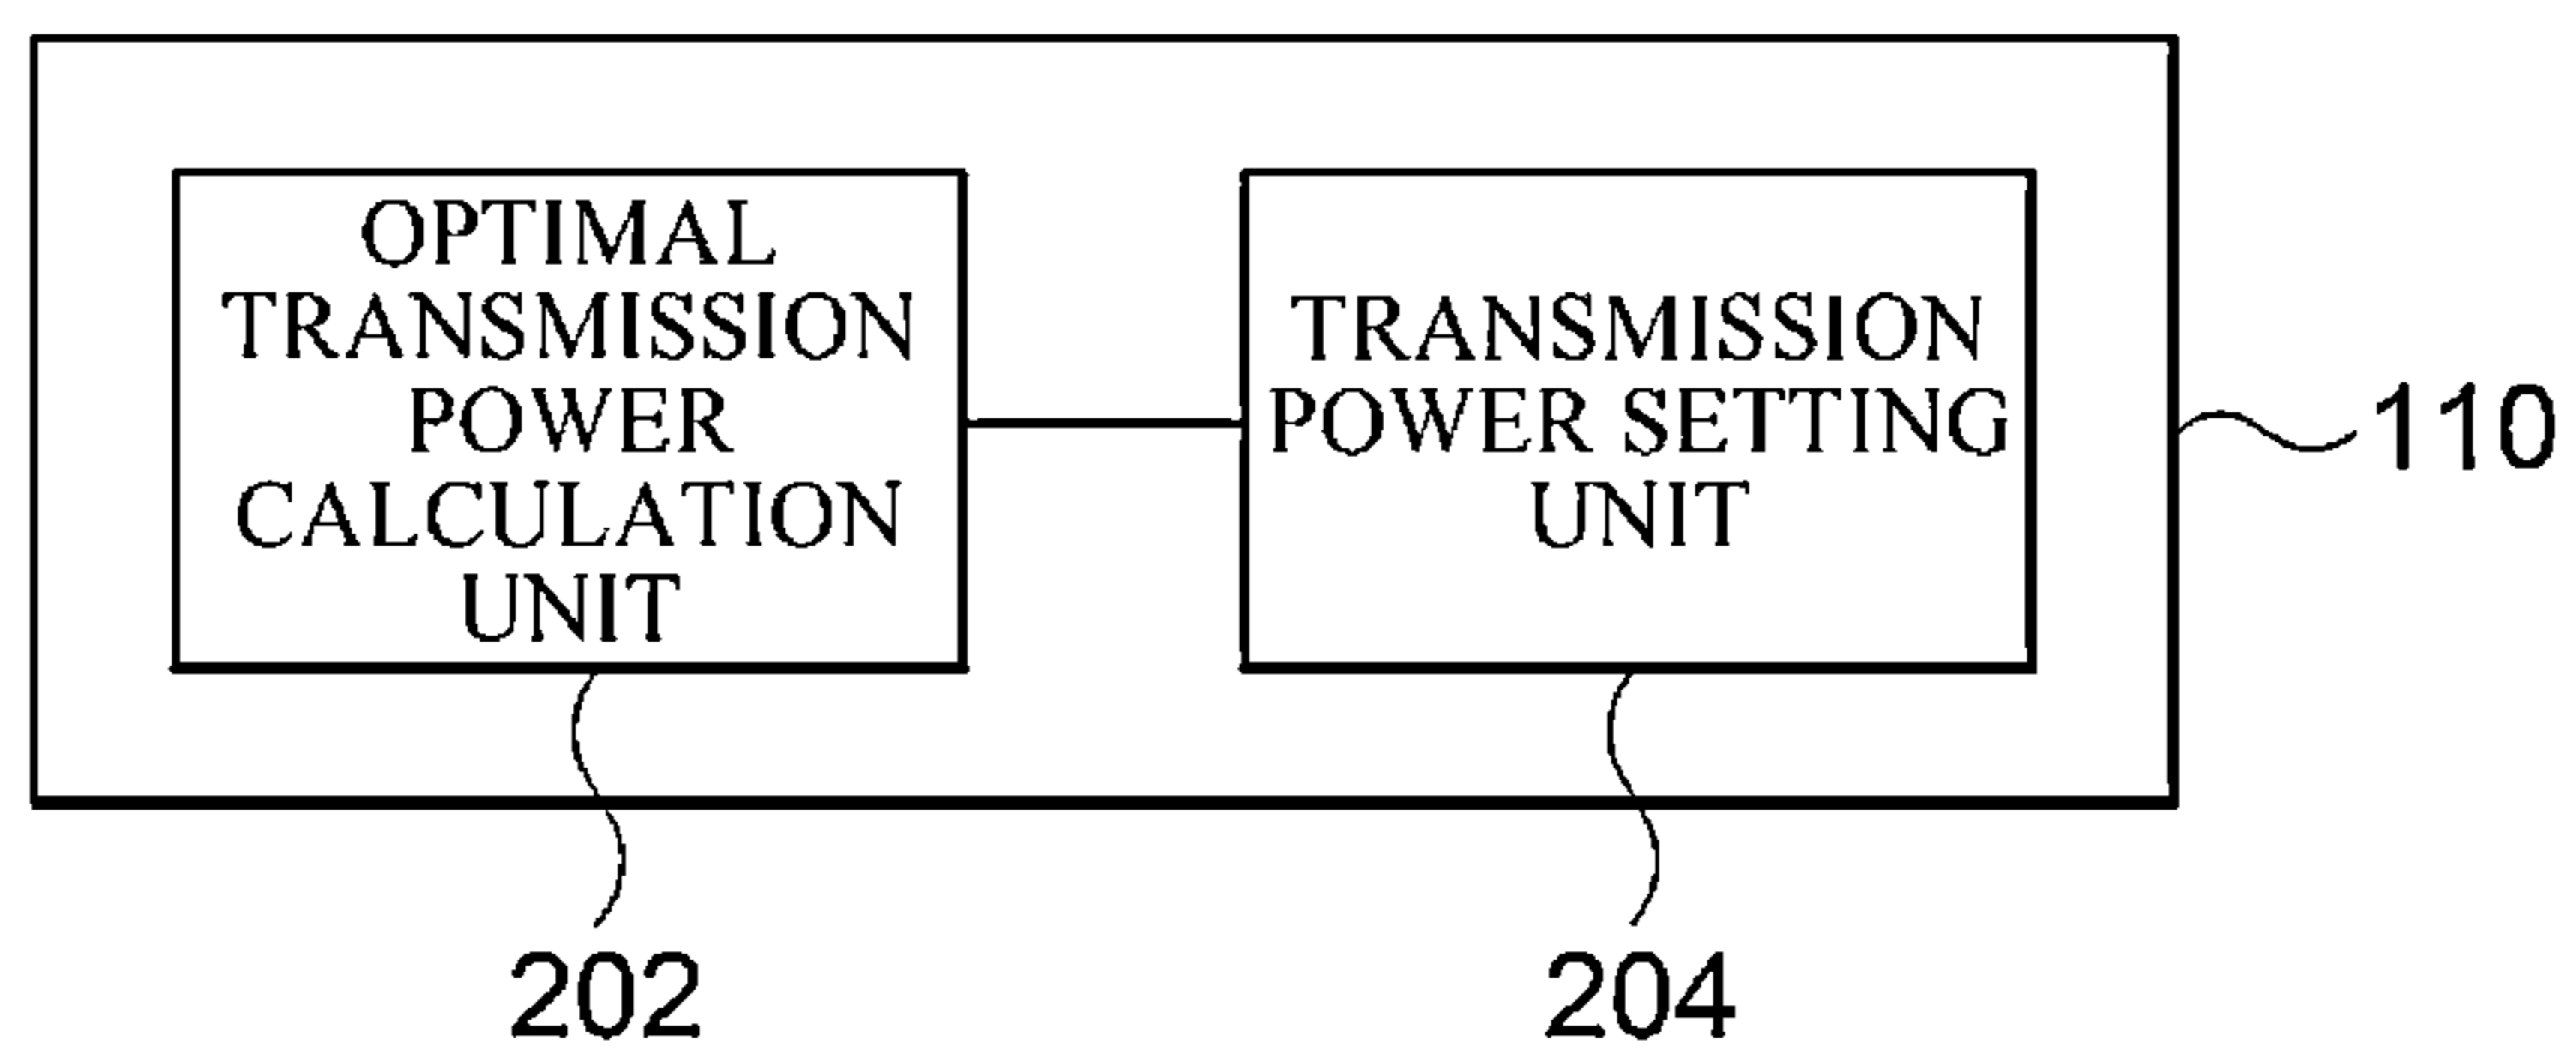 OPTIMAL
TRANSMISSION
POWER
CALCULATION
UNIT
TRANSMISSION
POWER SETTING
UNIT
110
202
204